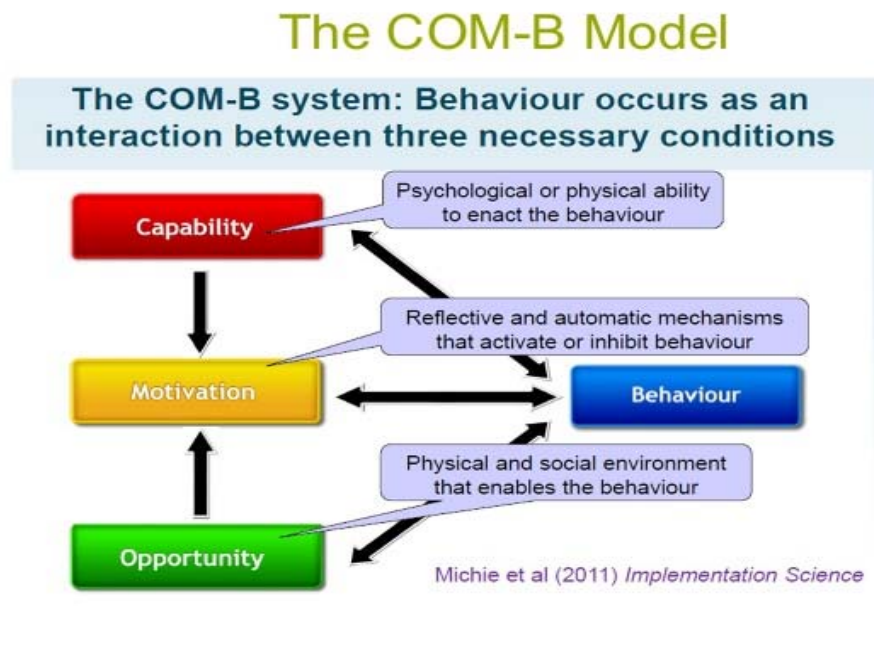 The COM-B Model
The COM-B system: Behaviour occurs as an
interaction between three necessary conditions
Capability
Psychological or physical ability
to enact the behaviour
Reflective and automatic mechanisms
that activate or inhibit behaviour
Motivation
Behaviour
Physical and social environment
that enables the behaviour
Opportunity
Michie et al (2011) Implementation Science